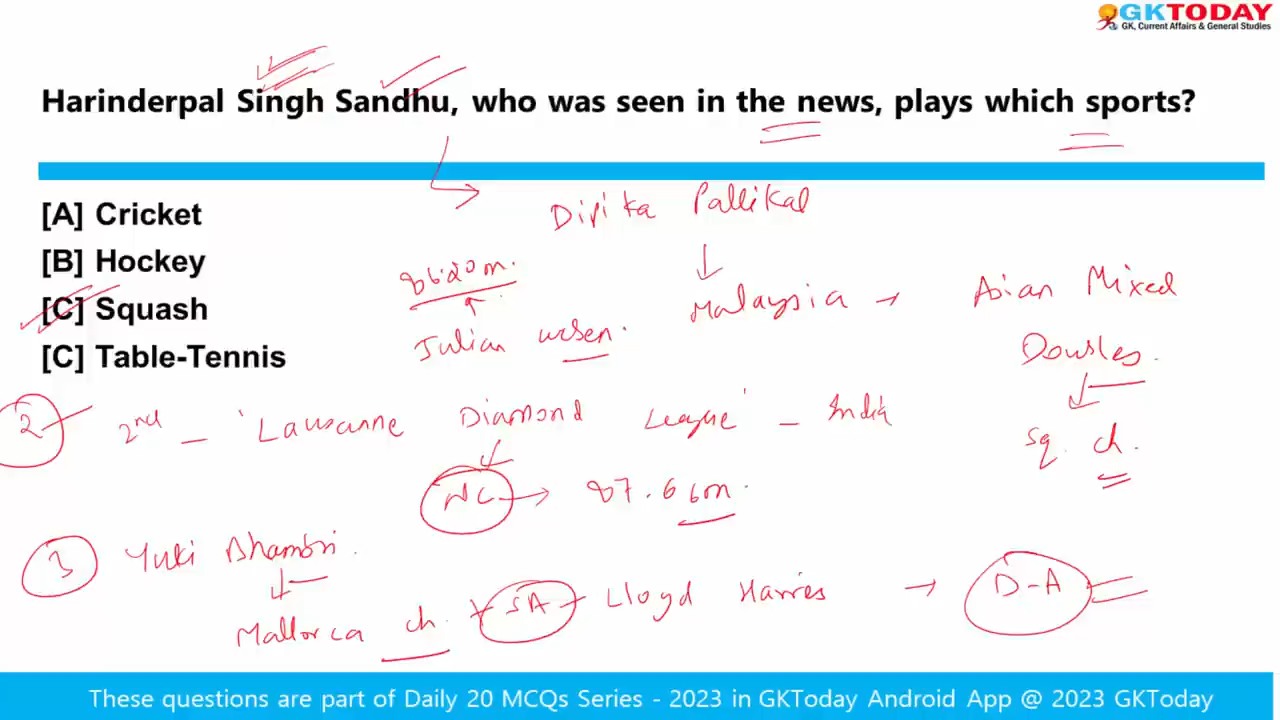 GKTODAY
GK, Current Affairs & General Studies
Harinderpal Singh Sandhu, who was seen in the news, plays which sports?
[A] Cricket
[B] Hockey
[C] Squash
[C] Table-Tennis
Dipika Pallikal
Malaysia → Asian Mixed
Doubles.
Sq. ch.
86.20m.
Julian
2 2nd - 'Lausanne Diamond League' - India
NC → 87.66m.
3 Yuki Bhambri.
Mallorca ch. SA - Lloyd Harries → D-A
These questions are part of Daily 20 MCQs Series - 2023 in GKToday Android App @ 2023 GKToday